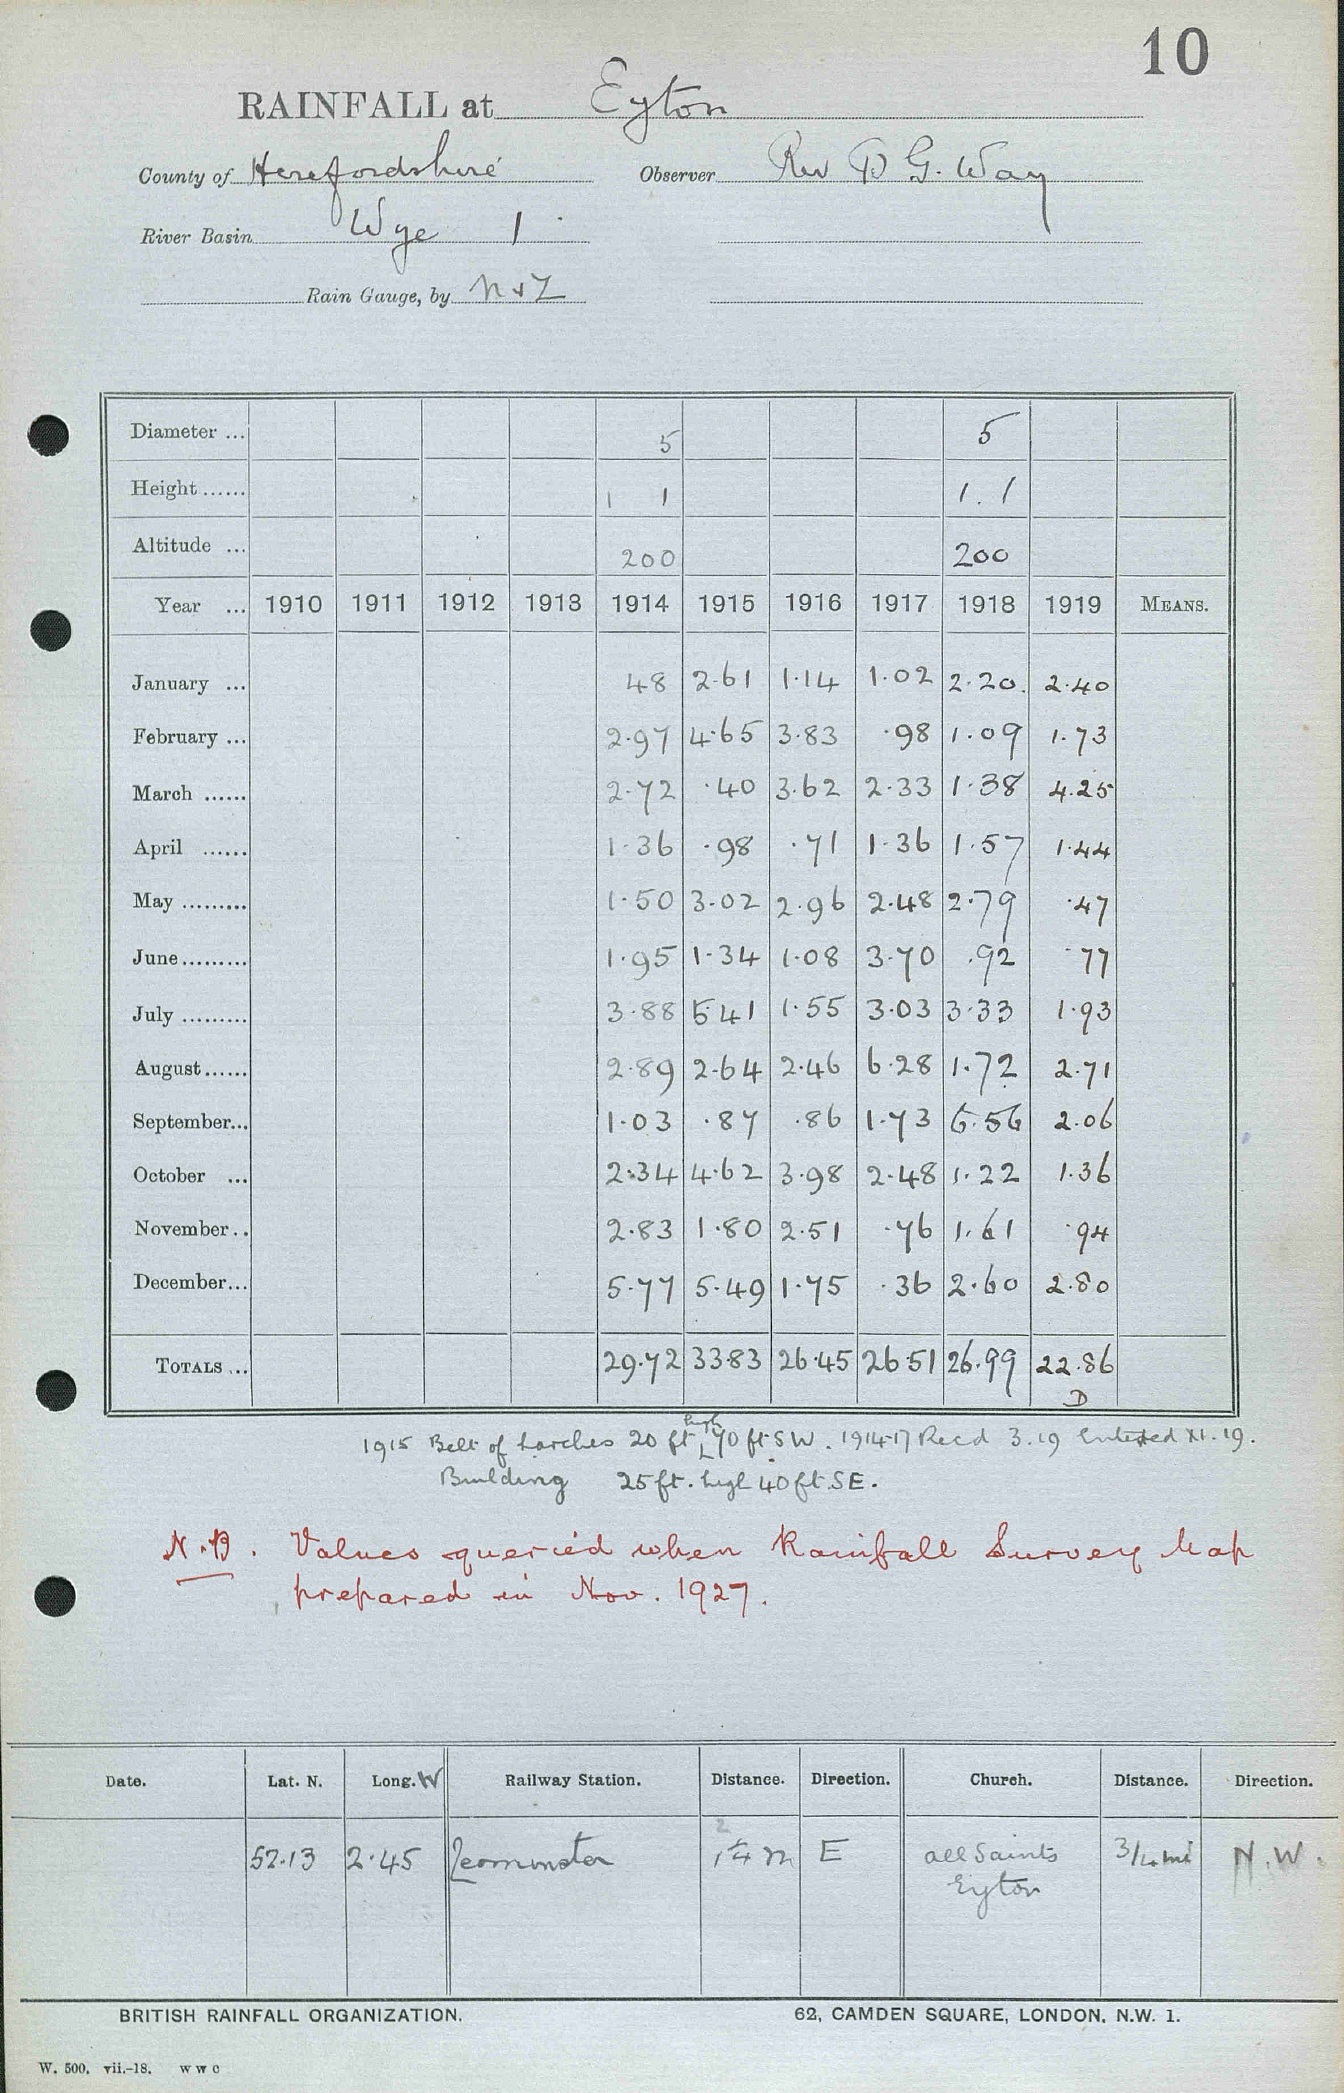 10
RAINFALL at Eyton
County of Herefordshire Observer Rev D G. Way
River Basin Wye 1
Rain Gauge, by N & Z
Diameter ... 5 5
Height ...... 1 1 1. 1
Altitude ... 200 200
Year ... 1910 1911 1912 1913 1914 1915 1916 1917 1918 1919 MEANS.
January ... 48 2.61 1.14 1.02 2.20. 2.40
February ... 2.97 4.65 3.83 .98 1.09 1.73
March ...... 2.72 .40 3.62 2.33 1.38 4.25
April ...... 1.36 .98 .71 1.36 1.57 1.44
May ......... 1.50 3.02 2.96 2.48 2.79 .47
June......... 1.95 1.34 1.08 3.70 .92 .77
July ......... 3.88 5 41 1.55 3.03 3.33 1.93
August...... 2.89 2.64 2.46 6.28 1.72 2.71
September... 1.03 .87 .86 1.73 6.56 2.06
October ... 2.34 4.62 3.98 2.48 1.22 1.36
November.. 2.83 1.80 2.51 .76 1.61 .94
December... 5.77 5.49 1.75 .36 2.60 2.80
TOTALS ... 29.72 33.83 26.45 26 51 26.99 22.86
D
1915 Belt of Larches 20 ft high 70 ft SW. 1914-17 Recd 3.19 Entered XI.19.
Building 25 ft. high 40 ft. SE.
N.B. Values queried when Rainfall Survey Map
prepared in Nov. 1927.
Date. Lat. N. Long. W Railway Station. Distance. Direction. Church. Distance. Direction.
52.13 2.45 Leominster E All Saints 3/4 mi N.W.
Eyton
BRITISH RAINFALL ORGANIZATION. 62, CAMDEN SQUARE, LONDON. N.W. 1.
W. 500. vii.-18. W W C